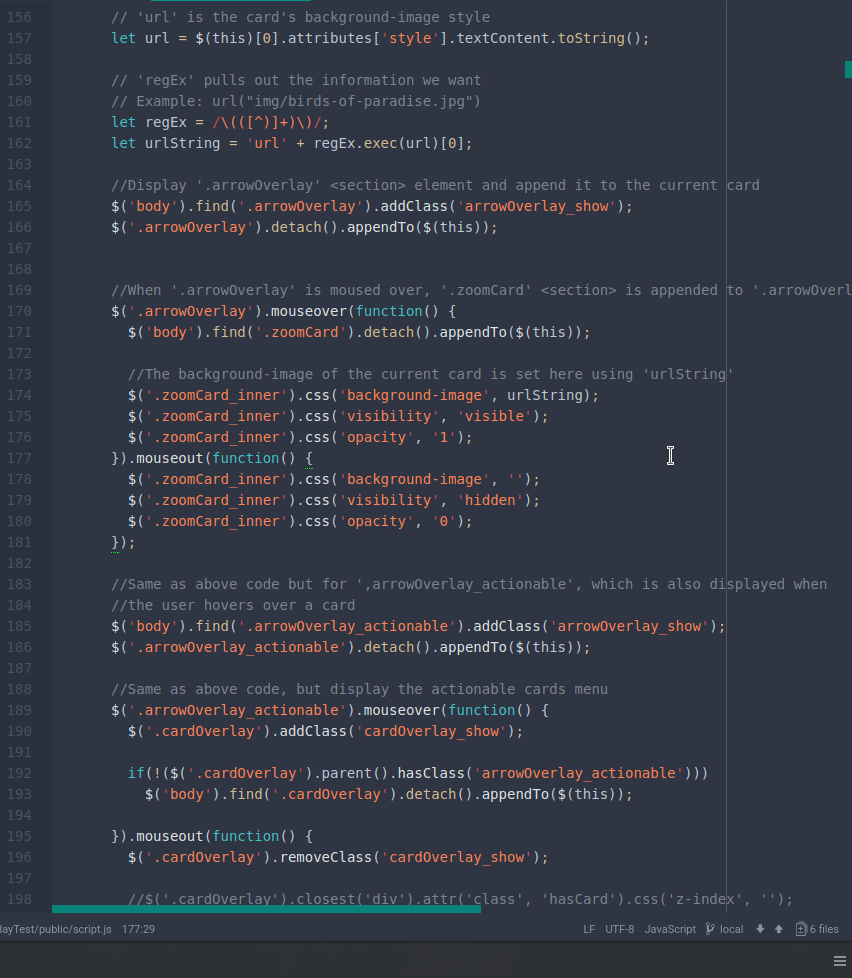 156 // 'url' is the card's background-image style
157 let url = $(this)[0].attributes['style'].textContent.toString();
158
159 // 'regEx' pulls out the information we want
160 // Example: url("img/birds-of-paradise.jpg")
161 let regEx = /\(([^)]+)\)/;
162 let urlString = 'url' + regEx.exec(url)[0];
163
164 //Display '.arrowOverlay' <section> element and append it to the current card
165 $('body').find('.arrowOverlay').addClass('arrowOverlay_show');
166 $('.arrowOverlay').detach().appendTo($(this));
167
168
169 //When '.arrowOverlay' is moused over, '.zoomCard' <section> is appended to '.arrowOverl
170 $('.arrowOverlay').mouseover(function() {
171 $('body').find('.zoomCard').detach().appendTo($(this));
172
173 //The background-image of the current card is set here using 'urlString'
174 $('.zoomCard_inner').css('background-image', urlString);
175 $('.zoomCard_inner').css('visibility', 'visible');
176 $('.zoomCard_inner').css('opacity', '1');
177 }).mouseout(function() {
178 $('.zoomCard_inner').css('background-image', '');
179 $('.zoomCard_inner').css('visibility', 'hidden');
180 $('.zoomCard_inner').css('opacity', '0');
181 });
182
183 //Same as above code but for ',arrowOverlay_actionable', which is also displayed when
184 //the user hovers over a card
185 $('body').find('.arrowOverlay_actionable').addClass('arrowOverlay_show');
186 $('.arrowOverlay_actionable').detach().appendTo($(this));
187
188 //Same as above code, but display the actionable cards menu
189 $('.arrowOverlay_actionable').mouseover(function() {
190 $('.cardOverlay').addClass('cardOverlay_show');
191
192 if(!($('.cardOverlay').parent().hasClass('arrowOverlay_actionable')))
193 $('body').find('.cardOverlay').detach().appendTo($(this));
194
195 }).mouseout(function() {
196 $('.cardOverlay').removeClass('cardOverlay_show');
197
198 //$('.cardOverlay').closest('div').attr('class', 'hasCard').css('z-index', '');
layTest/public/script.js 177:29 LF UTF-8 JavaScript local 6 files